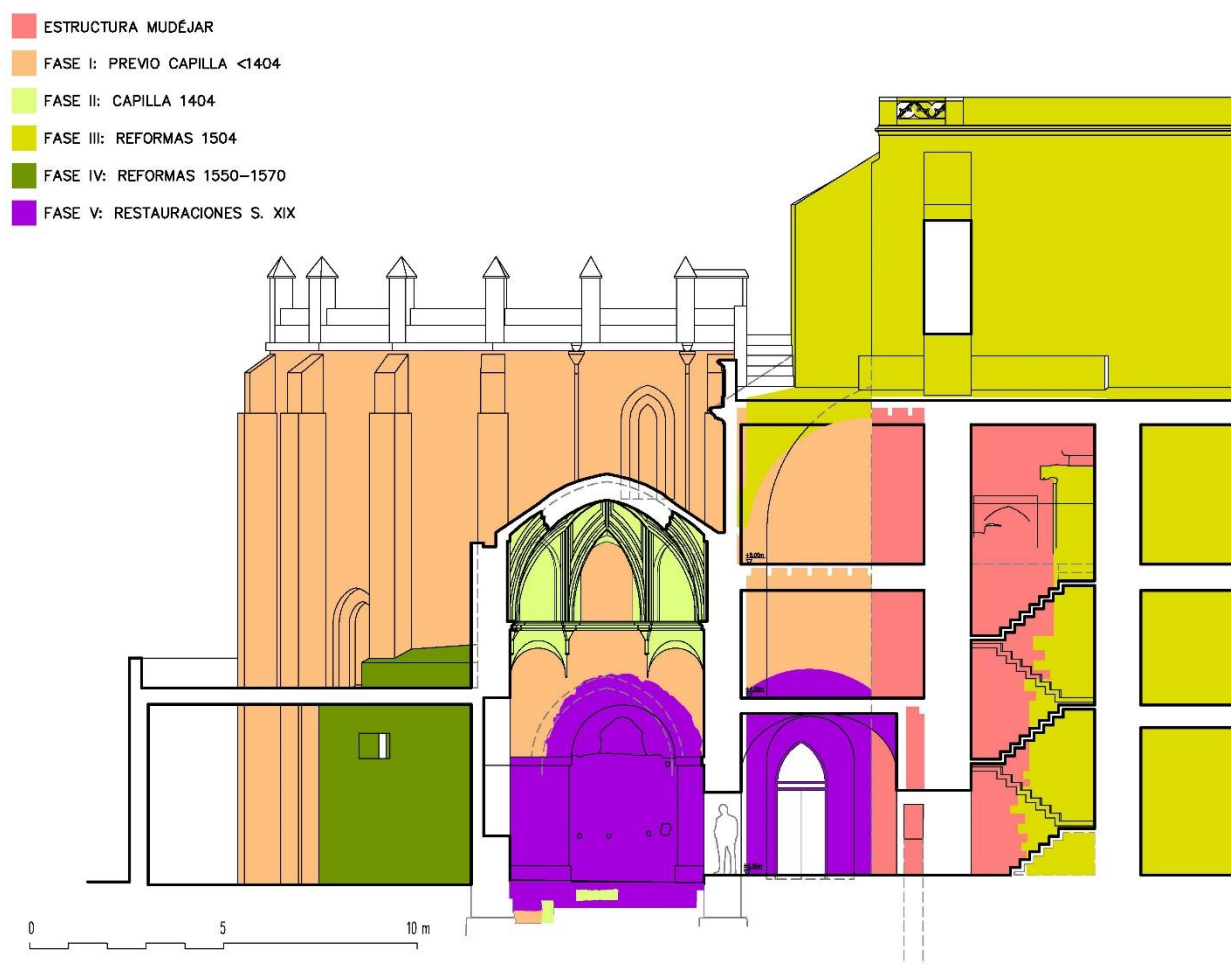 ESTRUCTURA MUDÉJAR
FASE I: PREVIO CAPILLA <1404
FASE II: CAPILLA 1404
FASE III: REFORMAS 1504
FASE IV: REFORMAS 1550-1570
FASE V: RESTAURACIONES S. XIX
0 5 10 m